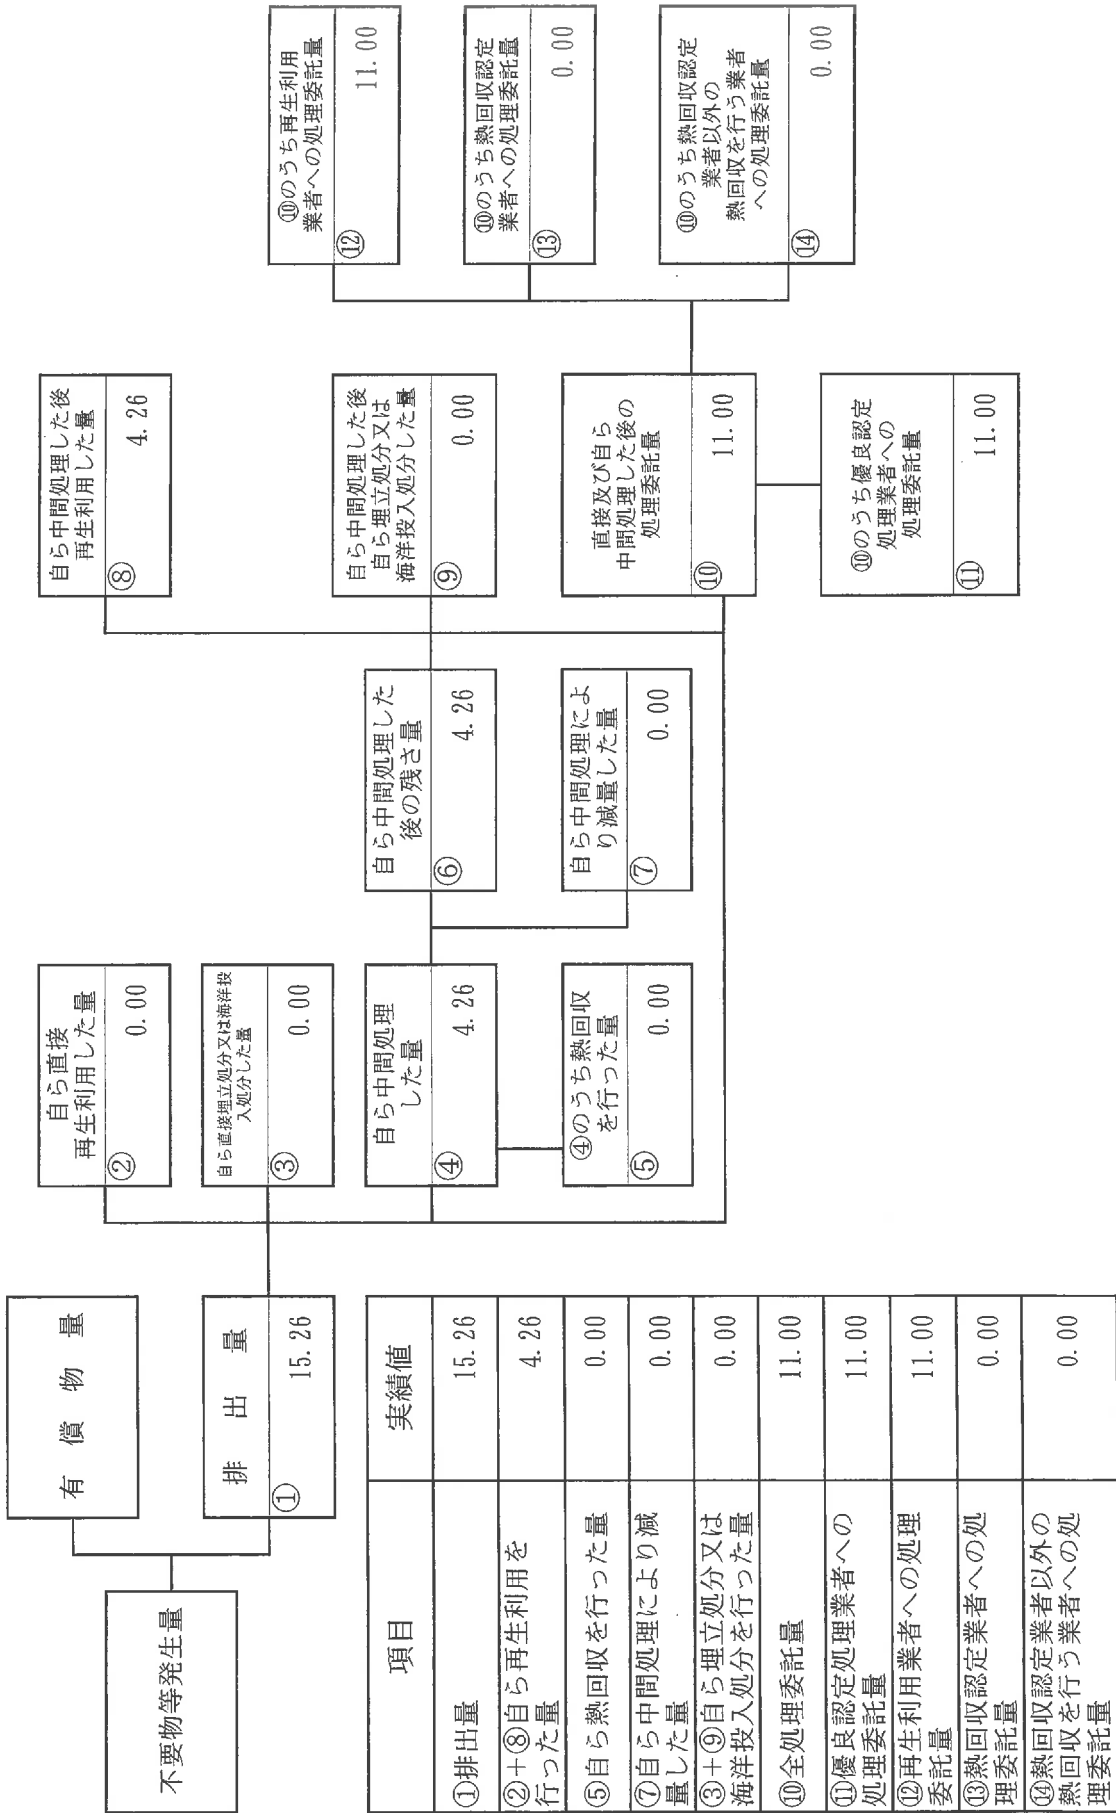 不要物等発生量
有償物量
排出量
① 15.26
自ら直接
再生利用した量
② 0.00
自ら直接埋立処分又は海洋投
入処分した量
③ 0.00
自ら中間処理
した量
④ 4.26
④のうち熱回収
を行った量
⑤ 0.00
自ら中間処理した
後の残さ量
⑥ 4.26
自ら中間処理によ
り減量した量
⑦ 0.00
自ら中間処理した後
再生利用した量
⑧ 4.26
自ら中間処理した後
自ら埋立処分又は
海洋投入処分した量
⑨ 0.00
直接及び自ら
中間処理した後の
処理委託量
⑩ 11.00
⑩のうち優良認定
処理業者への
処理委託量
⑪ 11.00
⑩のうち再生利用
業者への処理委託量
⑫ 11.00
⑩のうち熱回収認定
業者への処理委託量
⑬ 0.00
⑩のうち熱回収認定
業者以外の
熱回収を行う業者
への処理委託量
⑭ 0.00
項目 実績値
①排出量 15.26
②+⑧自ら再生利用を
行った量 4.26
⑤自ら熱回収を行った量 0.00
⑦自ら中間処理により減
量した量 0.00
③+⑨自ら埋立処分又は
海洋投入処分を行った量 0.00
⑩全処理委託量 11.00
⑪優良認定処理業者への
処理委託量 11.00
⑫再生利用業者への処理
委託量 11.00
⑬熱回収認定業者への処
理委託量 0.00
⑭熱回収認定業者以外の
熱回収を行う業者への処
理委託量 0.00